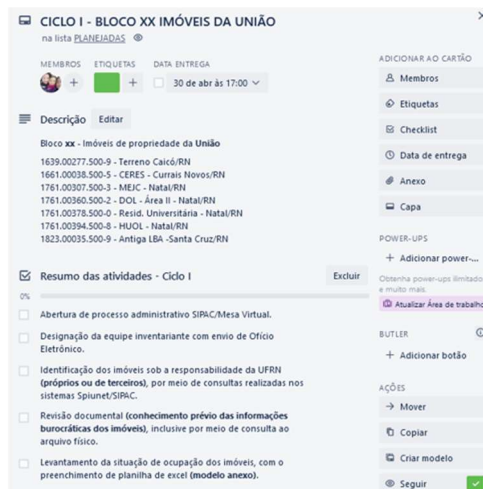 CICLO I - BLOCO XX IMÓVEIS DA UNIÃO
na lista PLANEJADAS
MEMBROS ETIQUETAS DATA ENTREGA
30 de abr às 17:00
Descrição Editar
Bloco xx - Imóveis de propriedade da União
1639.00277.500-9 - Terreno Caicó/RN
1661.00038.500-5 - CERES - Currais Novos/RN
1761.00307.500-3 - MEJC - Natal/RN
1761.00360.500-2 - DOL - Área II - Natal/RN
1761.00378.500-0 - Resid. Universitária - Natal/RN
1761.00394.500-8 - HUOL - Natal/RN
1823.00035.500-9 - Antiga LBA -Santa Cruz/RN
Resumo das atividades - Ciclo I Excluir
0%
Abertura de processo administrativo SIPAC/Mesa Virtual.
Designação da equipe inventariante com envio de Ofício
Eletrônico.
Identificação dos imóveis sob a responsabilidade da UFRN
(próprios ou de terceiros), por meio de consultas realizadas nos
sistemas Spiunet/SIPAC.
Revisão documental (conhecimento prévio das informações
burocráticas dos imóveis), inclusive por meio de consulta ao
arquivo físico.
Levantamento da situação de ocupação dos imóveis, com o
preenchimento de planilha de excel (modelo anexo).
ADICIONAR AO CARTÃO
Membros
Etiquetas
Checklist
Data de entrega
Anexo
Capa
POWER-UPS
+ Adicionar power-...
Obtenha power-ups ilimitado
e muito mais.
Atualizar Área de trabalho
BUTLER
+ Adicionar botão
AÇÕES
→ Mover
Copiar
Criar modelo
Seguir